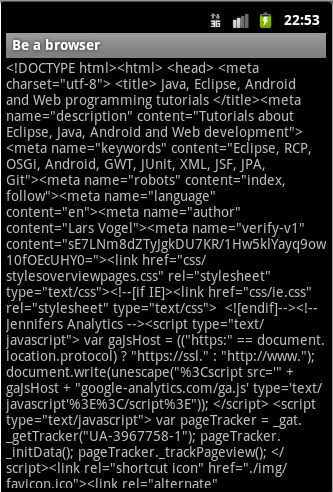 3G 22:53
Be a browser
<!DOCTYPE html><html> <head> <meta
charset="utf-8"> <title> Java, Eclipse, Android
and Web programming tutorials </title><meta
name="description" content="Tutorials about
Eclipse, Java, Android and Web development">
<meta name="keywords" content="Eclipse, RCP,
OSGi, Android, GWT, JUnit, XML, JSF, JPA,
Git"><meta name="robots" content="index,
follow"><meta name="language"
content="en"><meta name="author"
content="Lars Vogel"><meta name="verify-v1"
content="sE7LNm8dZTyJgkDU7KR/1Hw5klYayq9ow
10fOEcUHY0="><link href="css/
stylesoverviewpages.css" rel="stylesheet"
type="text/css"><!--[if IE]><link href="css/ie.css"
rel="stylesheet" type="text/css">  <![endif]--><!--
Jennifers Analytics --><script type="text/
javascript"> var gaJsHost = (("https:" == document.
location.protocol) ? "https://ssl." : "http://www.");
document.write(unescape("%3Cscript src='" +
gaJsHost + "google-analytics.com/ga.js' type='text/
javascript'%3E%3C/script%3E")); </script> <script
type="text/javascript"> var pageTracker = _gat.
_getTracker("UA-3967758-1"); pageTracker.
_initData(); pageTracker._trackPageview(); </
script><link rel="shortcut icon" href="./img/
favicon.ico"><link rel="alternate"